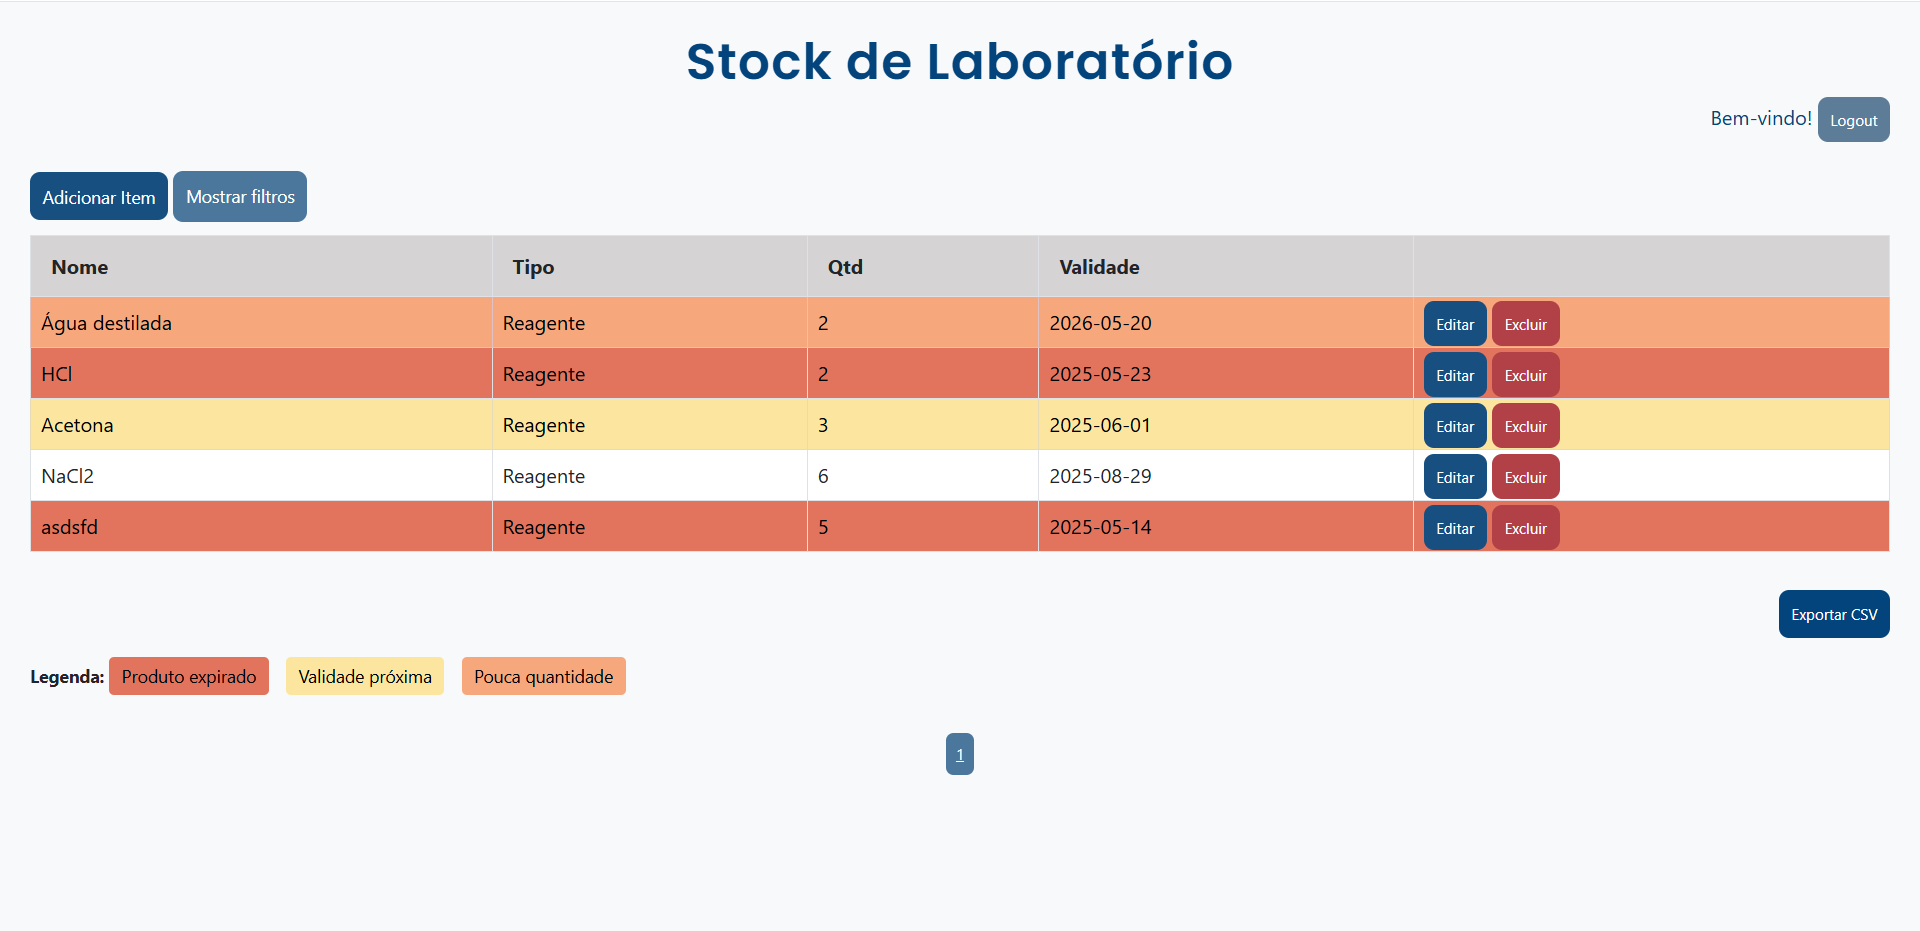 Stock de Laboratório
Bem-vindo! Logout
Adicionar Item Mostrar filtros
Nome Tipo Qtd Validade
Água destilada Reagente 2 2026-05-20 Editar Excluir
HCl Reagente 2 2025-05-23 Editar Excluir
Acetona Reagente 3 2025-06-01 Editar Excluir
NaCl2 Reagente 6 2025-08-29 Editar Excluir
asdsfd Reagente 5 2025-05-14 Editar Excluir
Exportar CSV
Legenda: Produto expirado Validade próxima Pouca quantidade
1